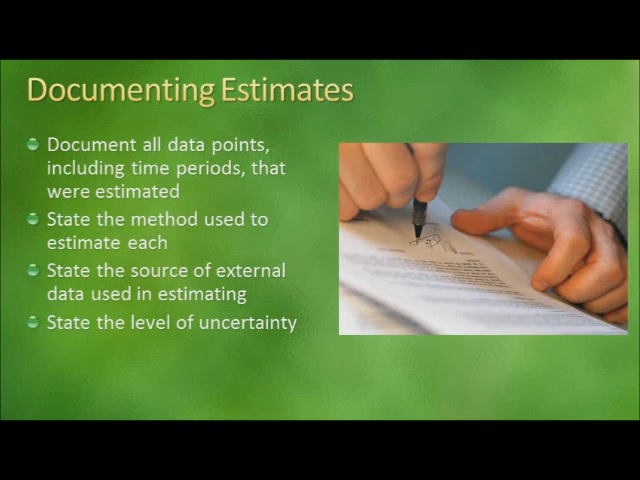 Documenting Estimates
Document all data points,
including time periods, that
were estimated
State the method used to
estimate each
State the source of external
data used in estimating
State the level of uncertainty